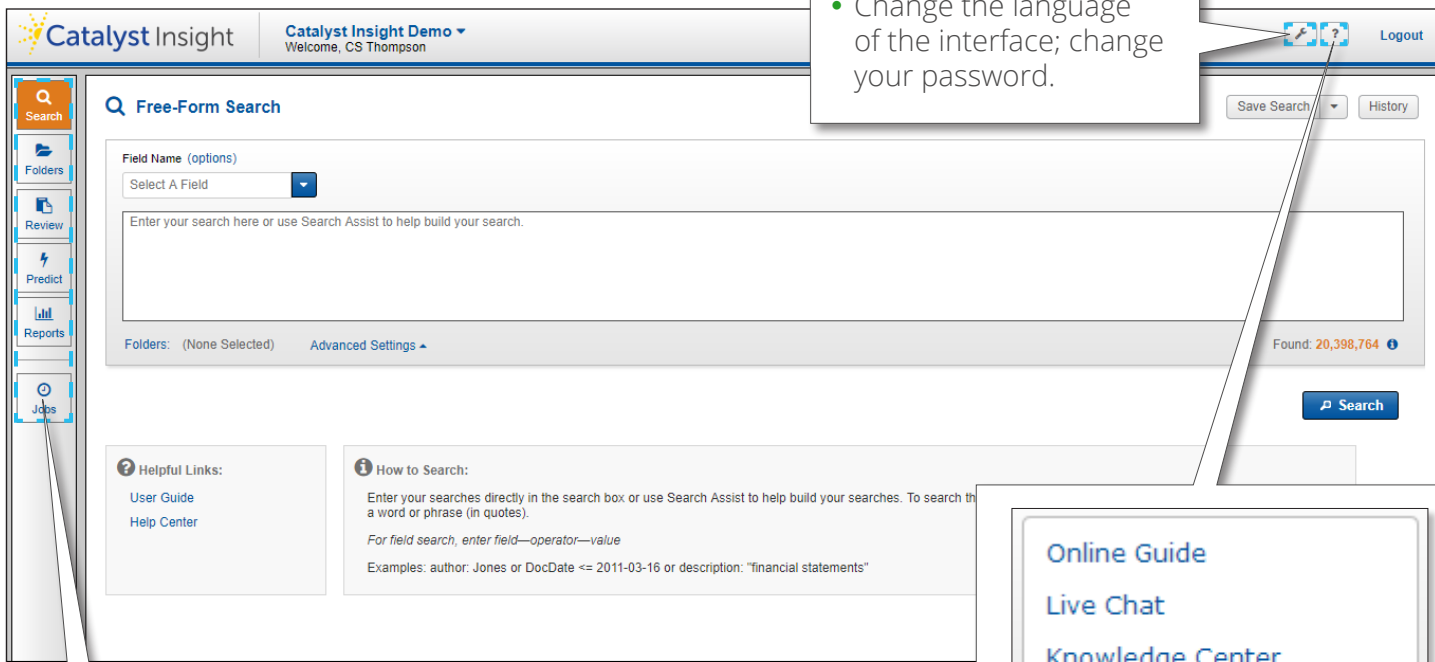 • Change the language
of the interface; change
your password.
Catalyst Insight
Catalyst Insight Demo
Welcome, CS Thompson
?
Logout
Search
Folders
Review
Predict
Reports
Jobs
Free-Form Search
Save Search
History
Field Name (options)
Select A Field
Enter your search here or use Search Assist to help build your search.
Folders: (None Selected)
Advanced Settings
Found: 20,398,764
Search
Helpful Links:
User Guide
Help Center
How to Search:
Enter your searches directly in the search box or use Search Assist to help build your searches. To search th
a word or phrase (in quotes).
For field search, enter field—operator—value
Examples: author: Jones or DocDate <= 2011-03-16 or description: "financial statements"
Online Guide
Live Chat
Knowledge Center